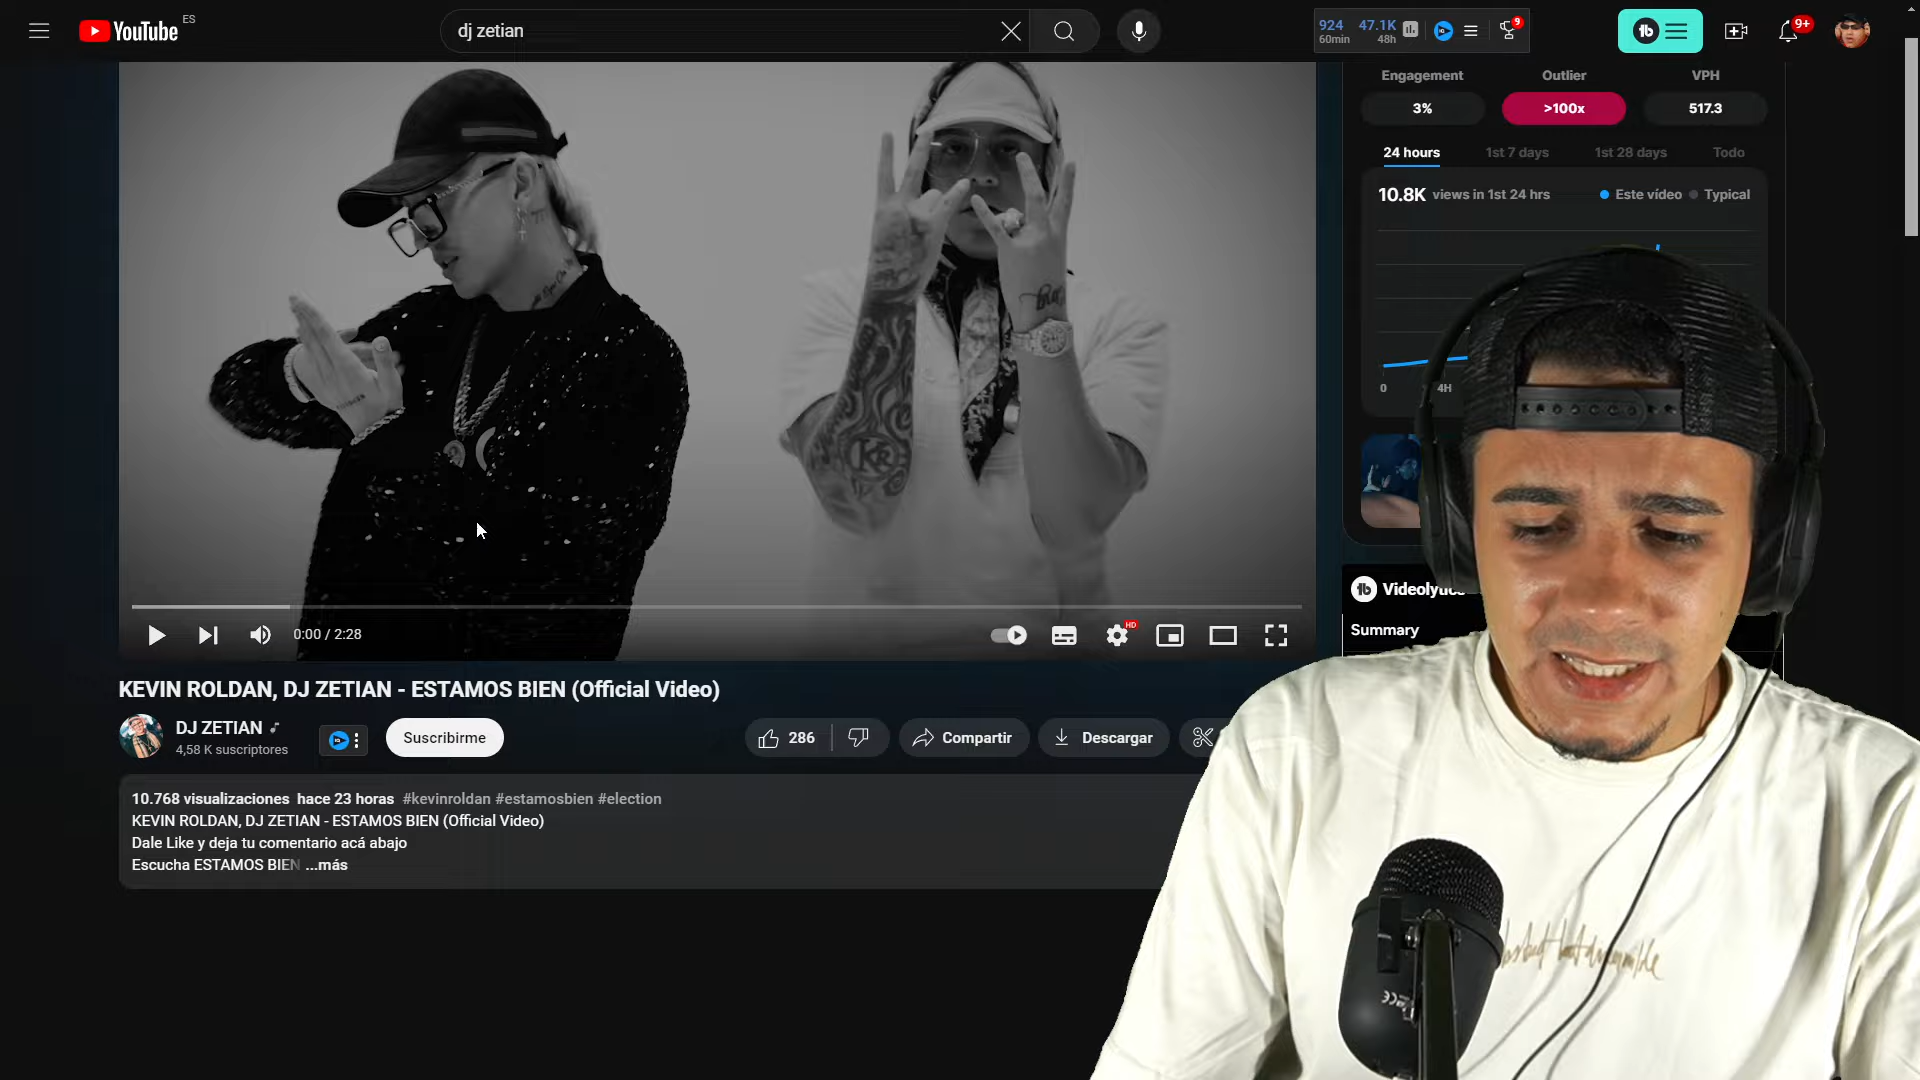 YouTube ES
dj zetian
924 47.1K
60min 48h
9
9+
Engagement Outlier VPH
3% >100x 517.3
24 hours 1st 7 days 1st 28 days Todo
10.8K views in 1st 24 hrs Este vídeo Typical
0 4H
KR
Videolytics
Summary
0:00 / 2:28
HD
KEVIN ROLDAN, DJ ZETIAN - ESTAMOS BIEN (Official Video)
DJ ZETIAN
4,58 K suscriptores
Suscribirme
286
Compartir
Descargar
10.768 visualizaciones hace 23 horas #kevinroldan #estamosbien #election
KEVIN ROLDAN, DJ ZETIAN - ESTAMOS BIEN (Official Video)
Dale Like y deja tu comentario acá abajo
Escucha ESTAMOS BIEN ...más